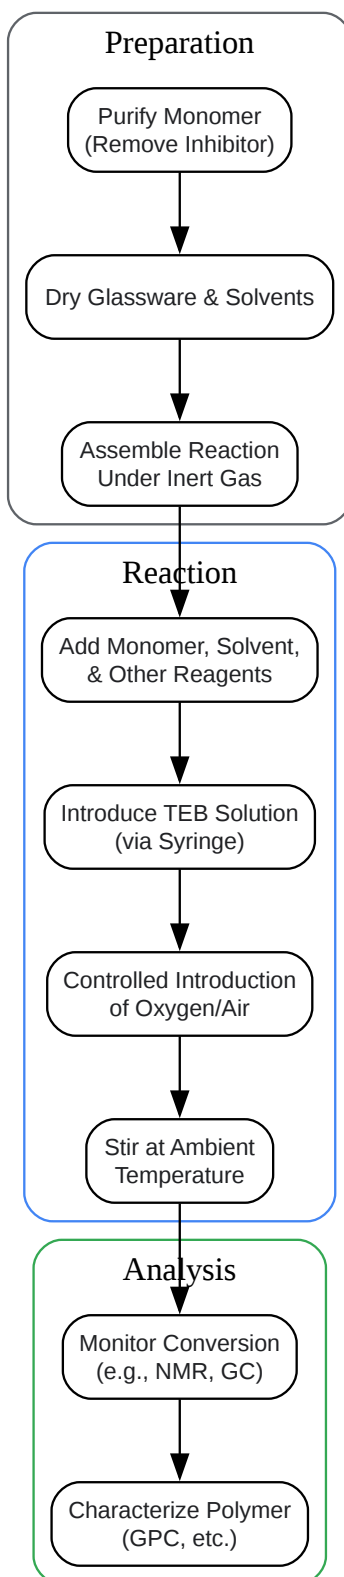 Preparation
Purify Monomer
(Remove Inhibitor)
Dry Glassware & Solvents
Assemble Reaction
Under Inert Gas
Reaction
Add Monomer, Solvent,
& Other Reagents
Introduce TEB Solution
(via Syringe)
Controlled Introduction
of Oxygen/Air
Stir at Ambient
Temperature
Analysis
Monitor Conversion
(e.g., NMR, GC)
Characterize Polymer
(GPC, etc.)